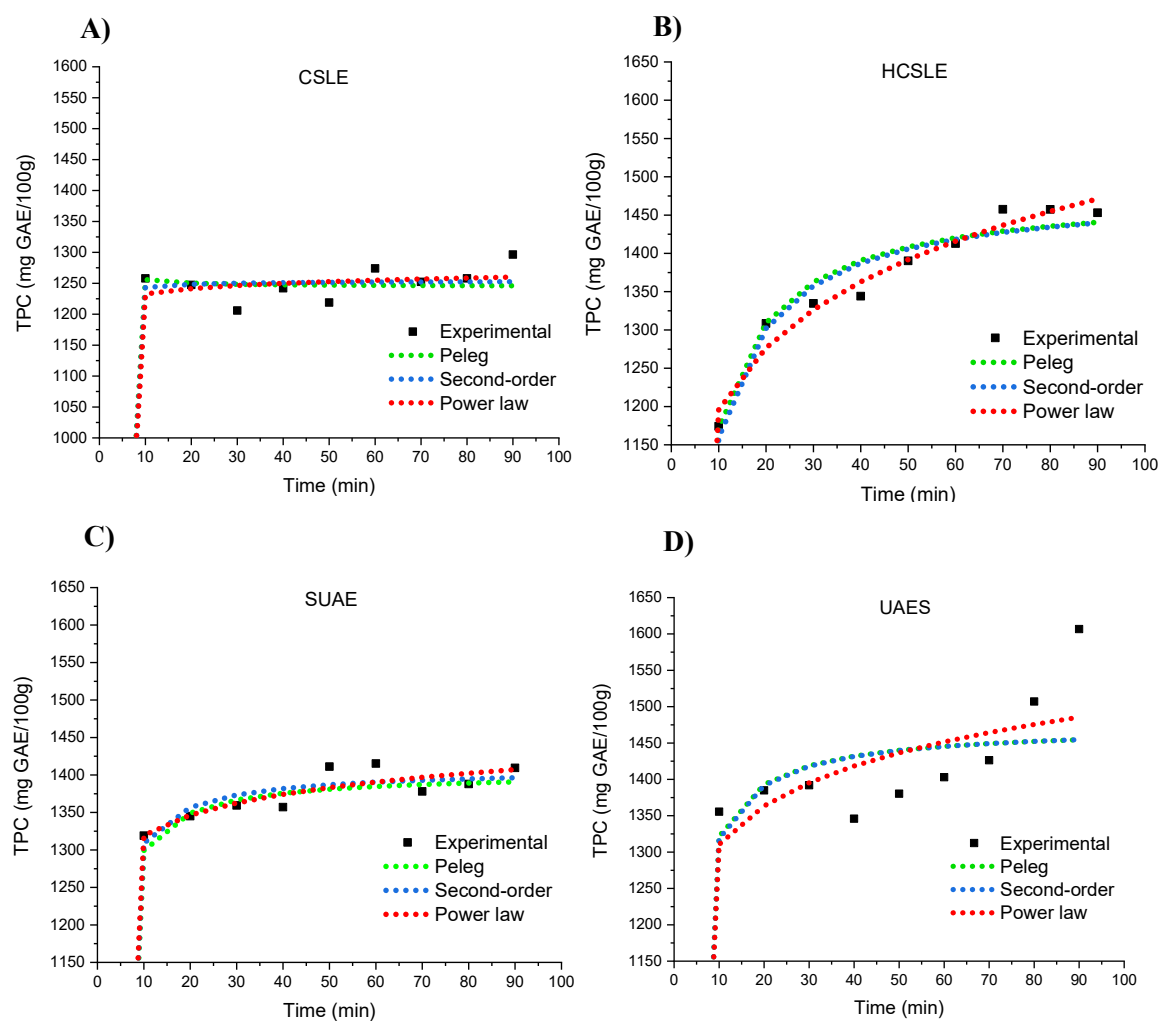 A)
CSLE
1600
1550
1500
1450
1400
1350
1300
1250
1200
1150
1100
1050
1000
TPC (mg GAE/100g)
Experimental
Peleg
Second-order
Power law
0 10 20 30 40 50 60 70 80 90 100
Time (min)
B)
HCSLE
1650
1600
1550
1500
1450
1400
1350
1300
1250
1200
1150
TPC (mg GAE/100g)
Experimental
Peleg
Second-order
Power law
0 10 20 30 40 50 60 70 80 90 100
Time (min)
C)
SUAE
1650
1600
1550
1500
1450
1400
1350
1300
1250
1200
1150
TPC (mg GAE/100g)
Experimental
Peleg
Second-order
Power law
0 10 20 30 40 50 60 70 80 90 100
Time (min)
D)
UAES
1650
1600
1550
1500
1450
1400
1350
1300
1250
1200
1150
TPC (mg GAE/100g)
Experimental
Peleg
Second-order
Power law
0 10 20 30 40 50 60 70 80 90 100
Time (min)